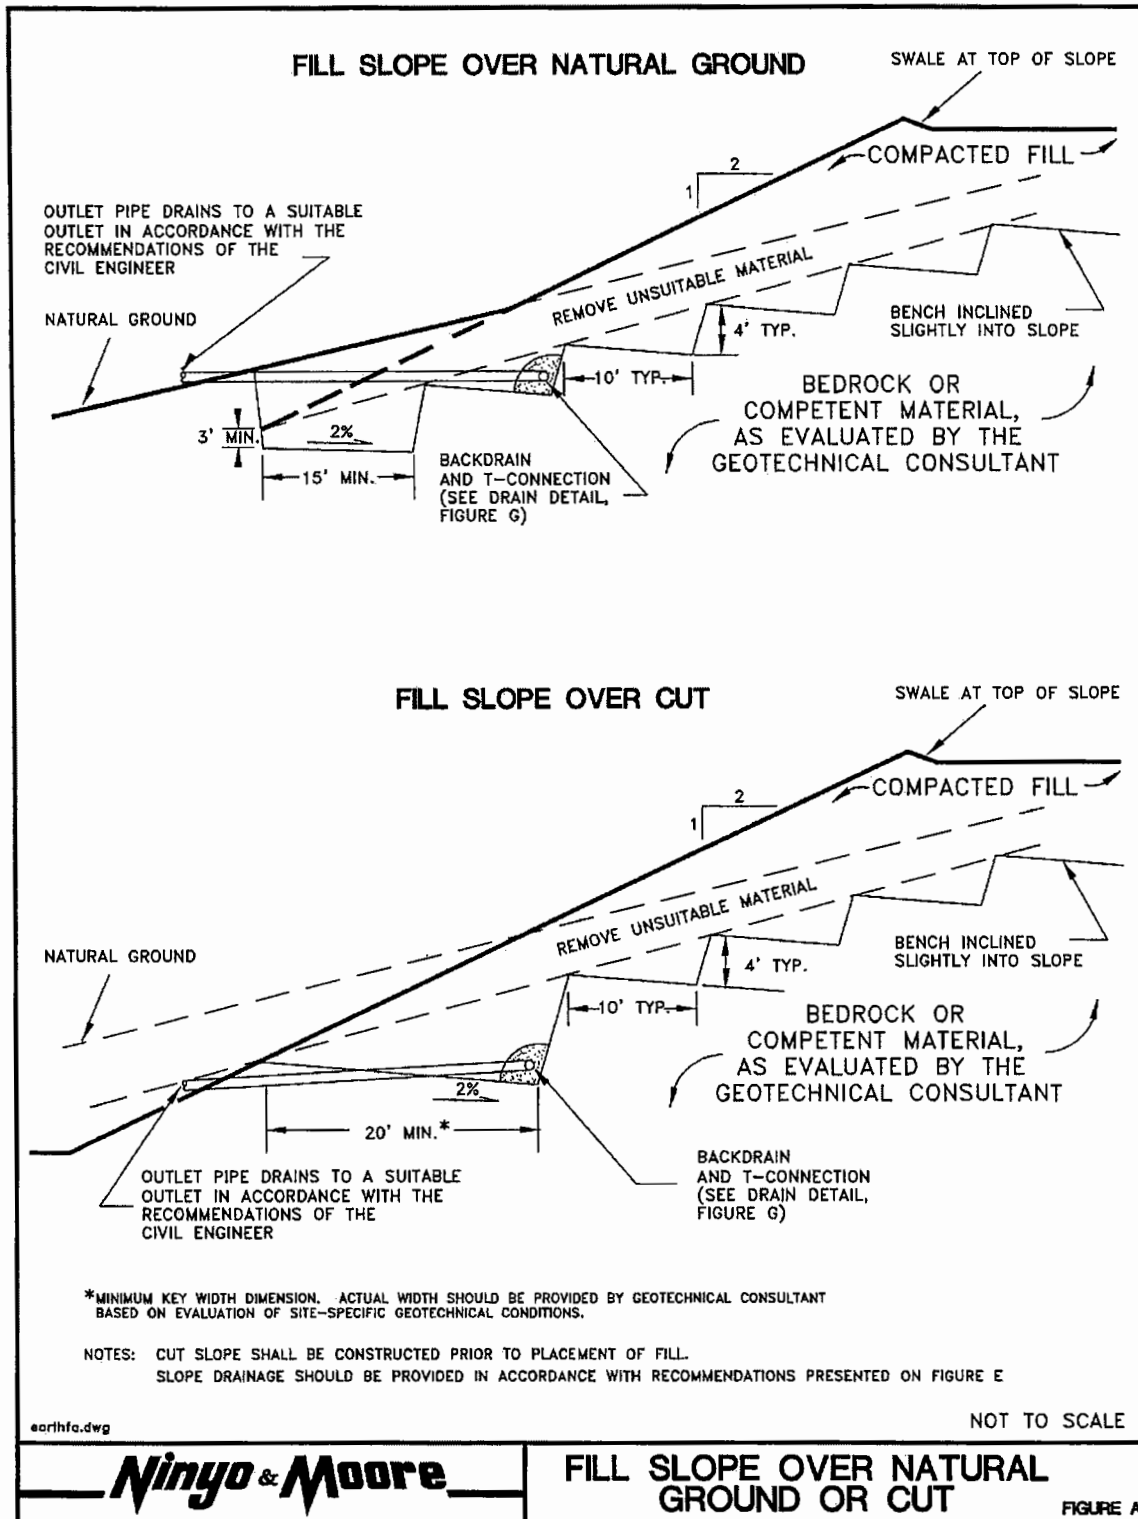 FILL SLOPE OVER NATURAL GROUND
SWALE AT TOP OF SLOPE
COMPACTED FILL
2
1
OUTLET PIPE DRAINS TO A SUITABLE
OUTLET IN ACCORDANCE WITH THE
RECOMMENDATIONS OF THE
CIVIL ENGINEER
REMOVE UNSUITABLE MATERIAL
NATURAL GROUND
BENCH INCLINED
SLIGHTLY INTO SLOPE
4' TYP.
10' TYP.
BEDROCK OR
COMPETENT MATERIAL,
AS EVALUATED BY THE
GEOTECHNICAL CONSULTANT
3' MIN.
2%
15' MIN.
BACKDRAIN
AND T-CONNECTION
(SEE DRAIN DETAIL,
FIGURE G)
FILL SLOPE OVER CUT
SWALE AT TOP OF SLOPE
COMPACTED FILL
2
1
REMOVE UNSUITABLE MATERIAL
NATURAL GROUND
BENCH INCLINED
SLIGHTLY INTO SLOPE
4' TYP.
10' TYP.
BEDROCK OR
COMPETENT MATERIAL,
AS EVALUATED BY THE
GEOTECHNICAL CONSULTANT
2%
20' MIN.*
OUTLET PIPE DRAINS TO A SUITABLE
OUTLET IN ACCORDANCE WITH THE
RECOMMENDATIONS OF THE
CIVIL ENGINEER
BACKDRAIN
AND T-CONNECTION
(SEE DRAIN DETAIL,
FIGURE G)
*MINIMUM KEY WIDTH DIMENSION. ACTUAL WIDTH SHOULD BE PROVIDED BY GEOTECHNICAL CONSULTANT
BASED ON EVALUATION OF SITE-SPECIFIC GEOTECHNICAL CONDITIONS.
NOTES: CUT SLOPE SHALL BE CONSTRUCTED PRIOR TO PLACEMENT OF FILL.
SLOPE DRAINAGE SHOULD BE PROVIDED IN ACCORDANCE WITH RECOMMENDATIONS PRESENTED ON FIGURE E
earthfa.dwg
NOT TO SCALE
Ninyo & Moore
FILL SLOPE OVER NATURAL
GROUND OR CUT
FIGURE A